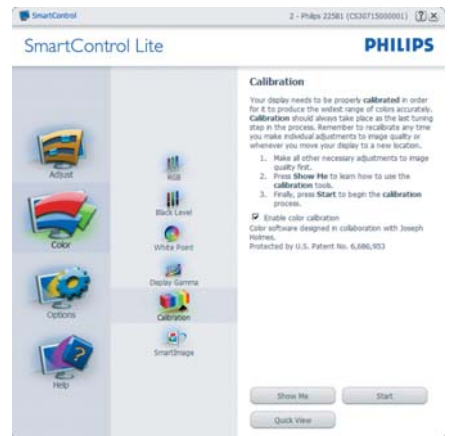 SmartControl
2 - Philips 225B1 (CS30715000001)
SmartControl Lite
PHILIPS
Adjust
Color
Options
Help
RGB
Black Level
White Point
Display Gamma
Calibration
SmartImage
Calibration
Your display needs to be properly calibrated in order
for it to produce the widest range of colors accurately.
Calibration should always take place as the last tuning
step in the process. Remember to recalibrate any time
you make individual adjustments to image quality or
whenever you move your display to a new location.
1. Make all other necessary adjustments to image
quality first.
2. Press Show Me to learn how to use the
calibration tools.
3. Finally, press Start to begin the calibration
process.
Enable color calibration
Color software designed in collaboration with Joseph
Holmes.
Protected by U.S. Patent No. 6,686,953
Show Me
Start
Quick View